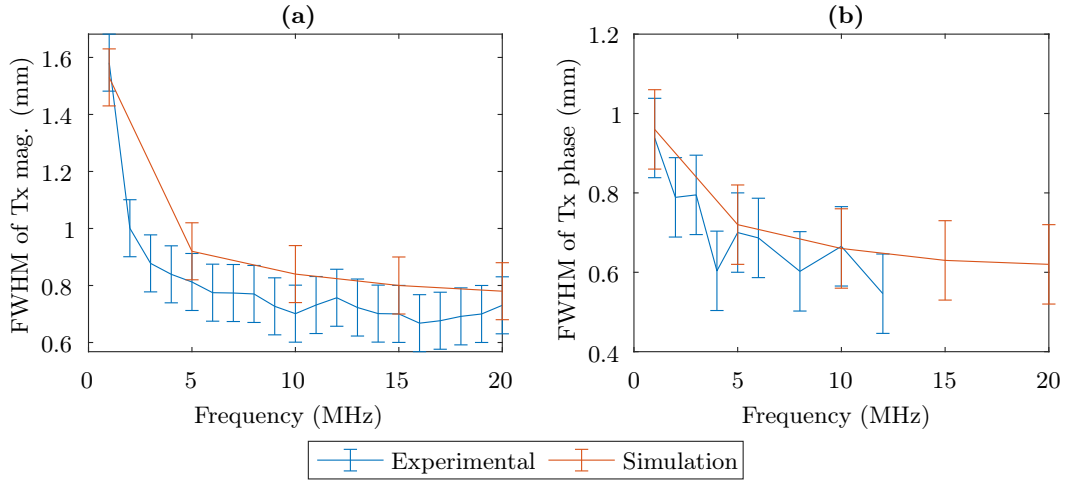 (a)
FWHM of Tx mag. (mm)
1.6
1.4
1.2
1
0.8
0.6
0 5 10 15 20
Frequency (MHz)
(b)
FWHM of Tx phase (mm)
1.2
1
0.8
0.6
0.4
0 5 10 15 20
Frequency (MHz)
Experimental Simulation